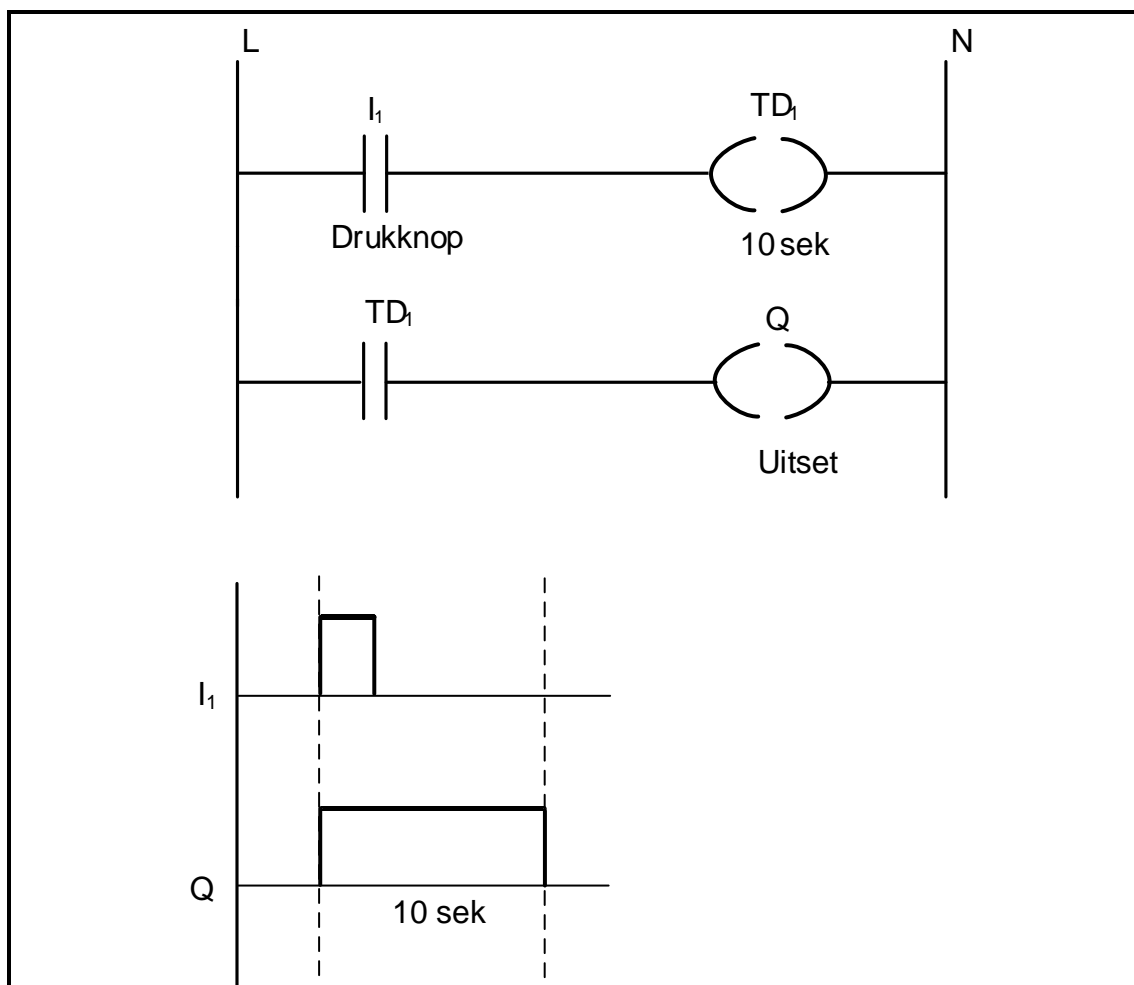 L N
I₁ TD₁
Drukknop 10 sek
TD₁ Q
Uitset
I₁
Q
10 sek